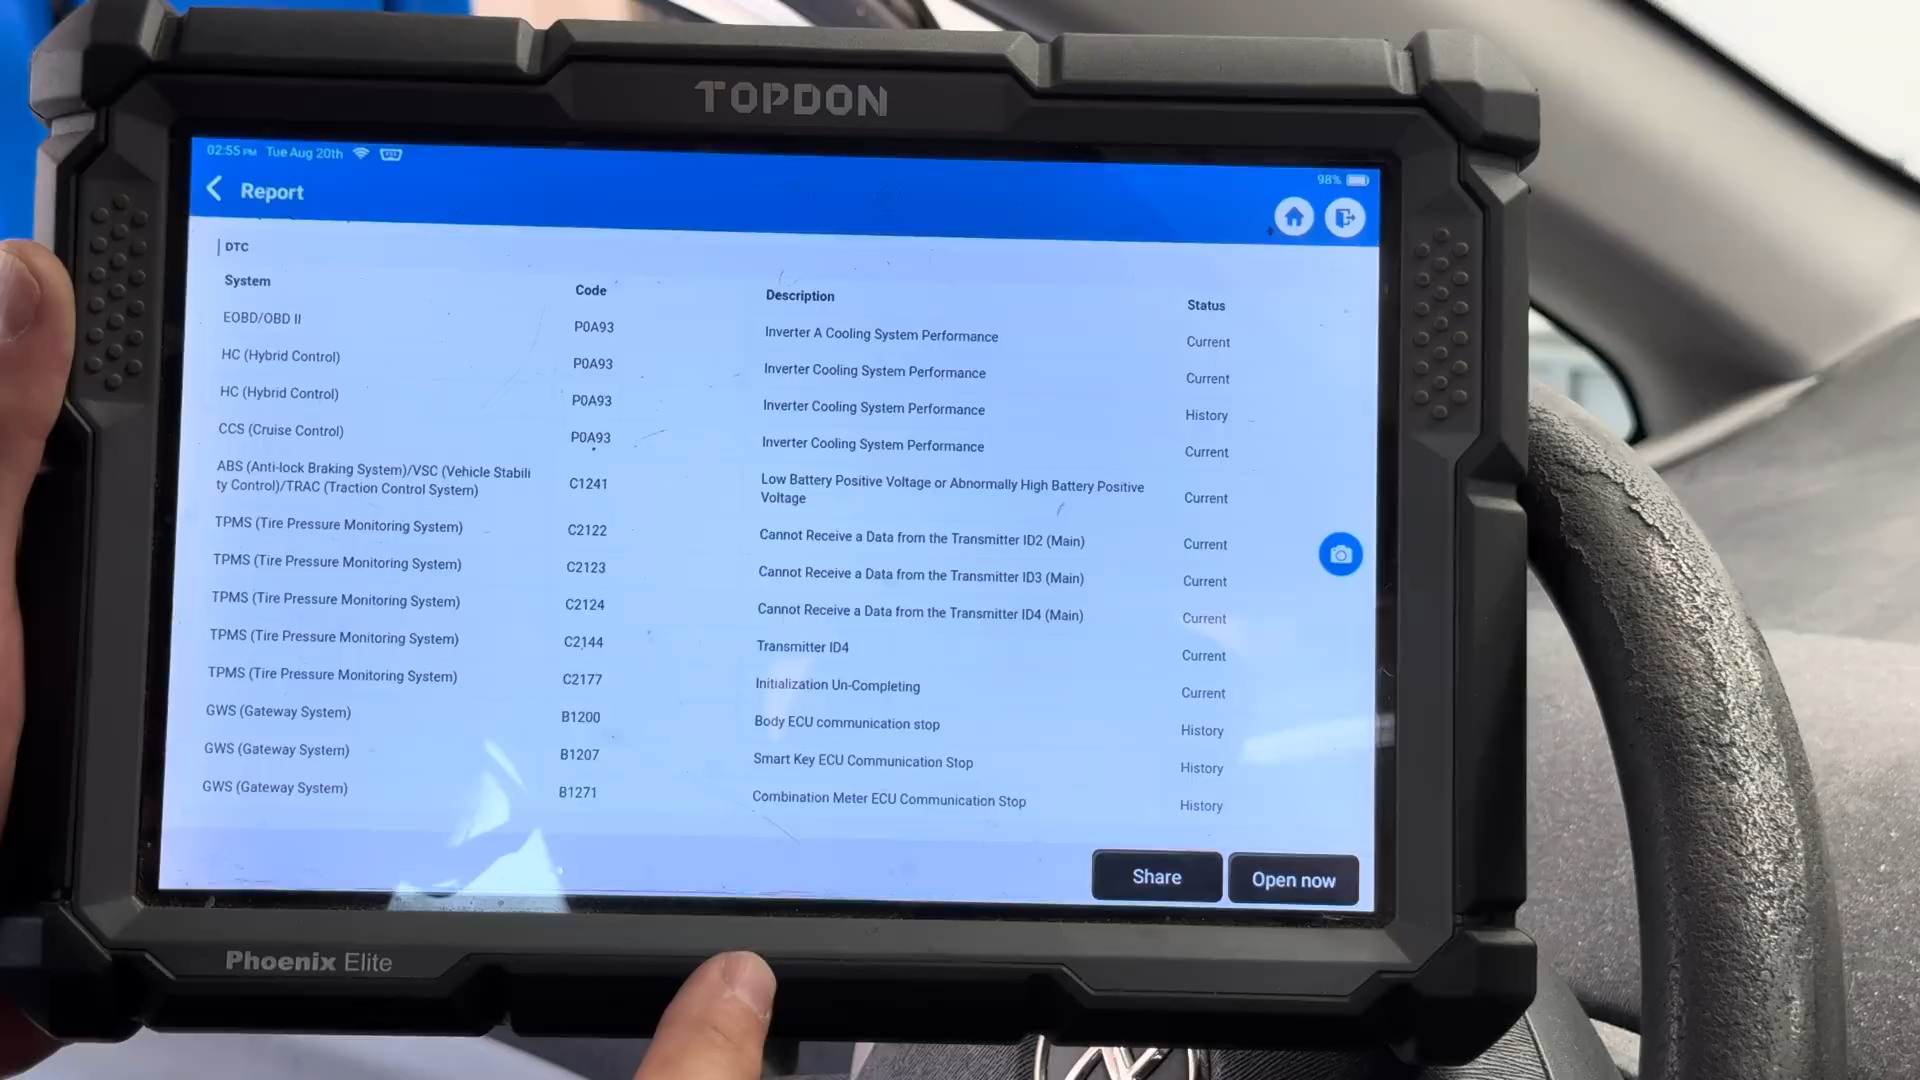 TOPDON
02:55 PM Tue Aug 20th
98%
Report
DTC
System Code Description Status
EOBD/OBD II P0A93 Inverter A Cooling System Performance Current
HC (Hybrid Control) P0A93 Inverter Cooling System Performance Current
HC (Hybrid Control) P0A93 Inverter Cooling System Performance History
CCS (Cruise Control) P0A93 Inverter Cooling System Performance Current
ABS (Anti-lock Braking System)/VSC (Vehicle Stabili
ty Control)/TRAC (Traction Control System) C1241 Low Battery Positive Voltage or Abnormally High Battery Positive
Voltage Current
TPMS (Tire Pressure Monitoring System) C2122 Cannot Receive a Data from the Transmitter ID2 (Main) Current
TPMS (Tire Pressure Monitoring System) C2123 Cannot Receive a Data from the Transmitter ID3 (Main) Current
TPMS (Tire Pressure Monitoring System) C2124 Cannot Receive a Data from the Transmitter ID4 (Main) Current
TPMS (Tire Pressure Monitoring System) C2144 Transmitter ID4 Current
TPMS (Tire Pressure Monitoring System) C2177 Initialization Un-Completing Current
GWS (Gateway System) B1200 Body ECU communication stop History
GWS (Gateway System) B1207 Smart Key ECU Communication Stop History
GWS (Gateway System) B1271 Combination Meter ECU Communication Stop History
Share Open now
Phoenix Elite